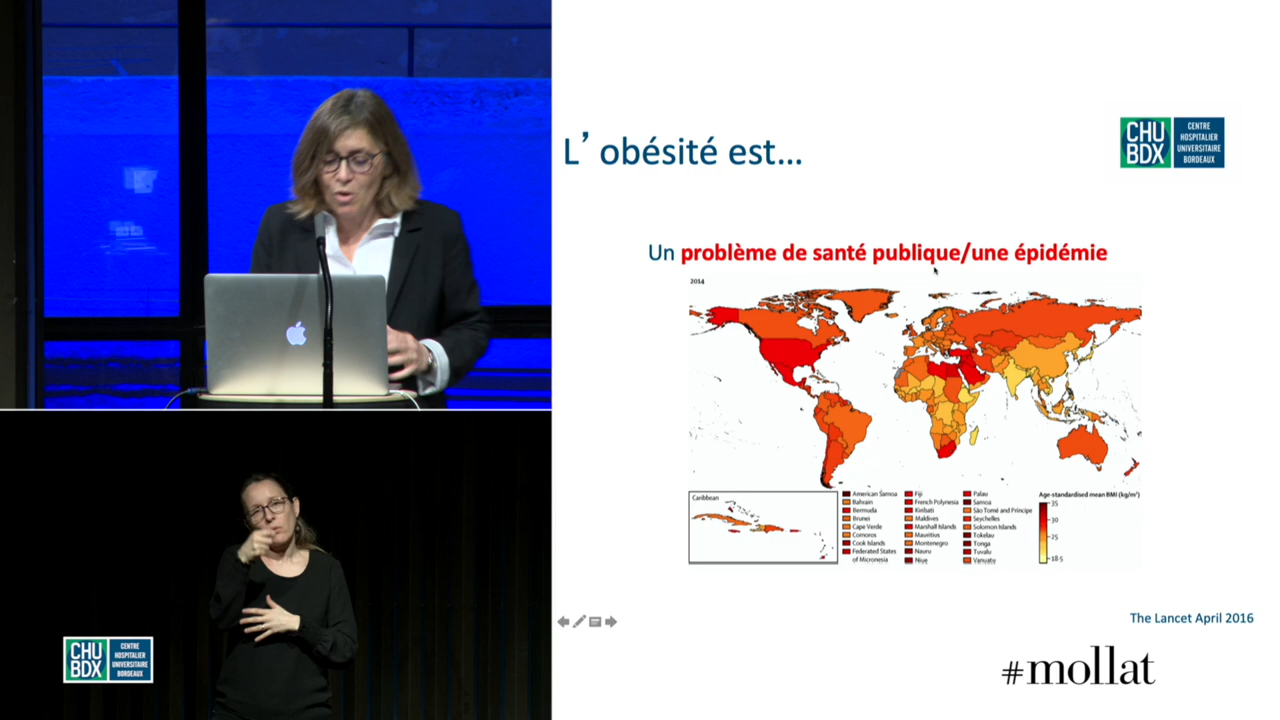 L’ obésité est...
CHU
BDX
CENTRE
HOSPITALIER
UNIVERSITAIRE
BORDEAUX
Un problème de santé publique/une épidémie
2014
Caribbean
American Samoa
Bahrain
Bermuda
Brunei
Cape Verde
Comoros
Cook Islands
Federated States
of Micronesia
Fiji
French Polynesia
Kiribati
Maldives
Marshall Islands
Mauritius
Montenegro
Nauru
Niue
Palau
Samoa
São Tomé and Príncipe
Seychelles
Solomon Islands
Tokelau
Tonga
Tuvalu
Vanuatu
Age-standardised mean BMI (kg/m²)
35
30
25
18·5
The Lancet April 2016
#mollat
CHU
BDX
CENTRE
HOSPITALIER
UNIVERSITAIRE
BORDEAUX